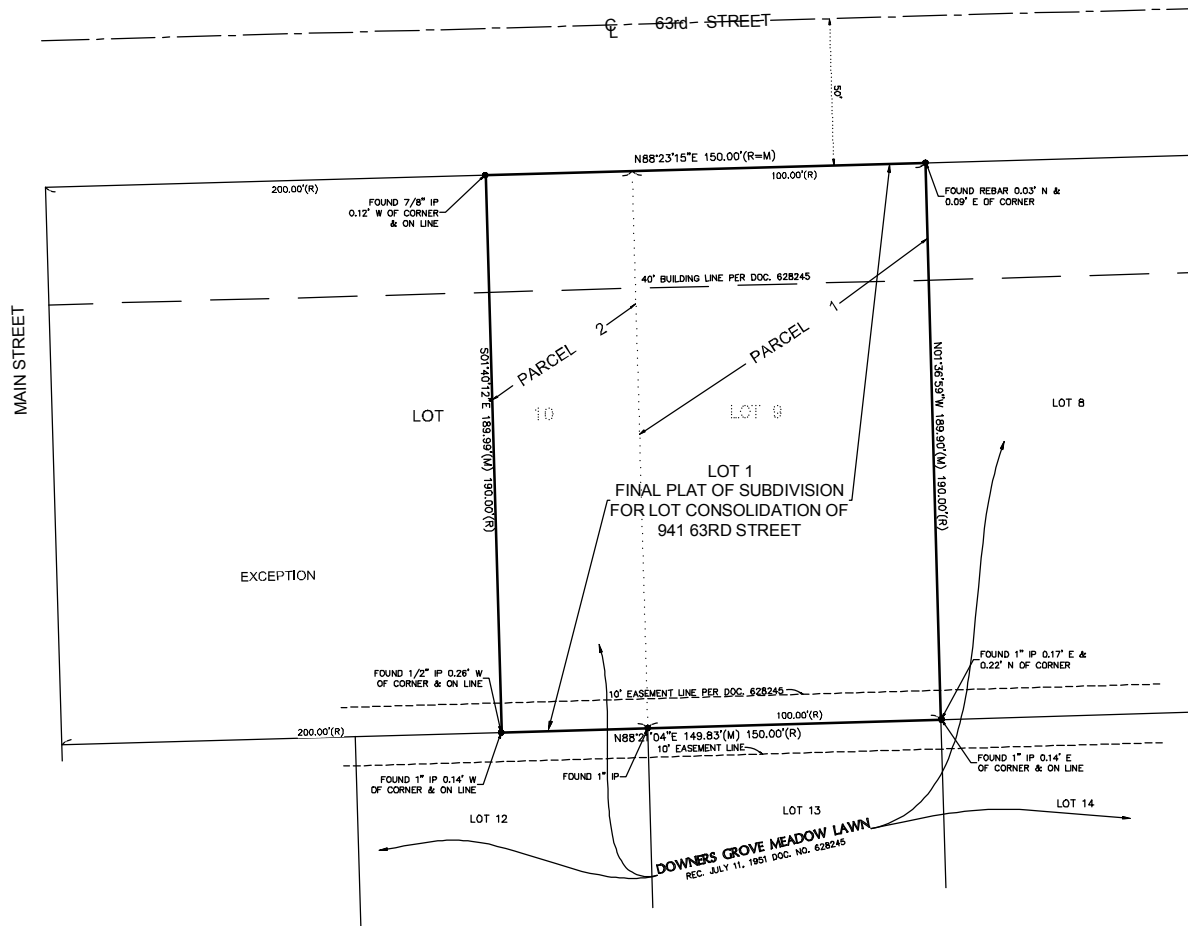 ℄ 63rd STREET
50'
N88°23'15"E 150.00'(R=M)
200.00'(R)
100.00'(R)
FOUND 7/8" IP
0.12' W OF CORNER
& ON LINE
FOUND REBAR 0.03' N &
0.09' E OF CORNER
40' BUILDING LINE PER DOC. 628245
MAIN STREET
PARCEL 2
PARCEL 1
S01°40'12"E 189.99'(M) 190.00'(R)
N01°36'59"W 189.90'(M) 190.00'(R)
LOT 10
LOT 9
LOT 8
LOT 1
FINAL PLAT OF SUBDIVISION
FOR LOT CONSOLIDATION OF
941 63RD STREET
EXCEPTION
FOUND 1/2" IP 0.26' W
OF CORNER & ON LINE
FOUND 1" IP 0.17' E &
0.22' N OF CORNER
10' EASEMENT LINE PER DOC. 628245
100.00'(R)
200.00'(R)
N88°21'04"E 149.83'(M) 150.00'(R)
10' EASEMENT LINE
FOUND 1" IP 0.14' W
OF CORNER & ON LINE
FOUND 1" IP
FOUND 1" IP 0.14' E
OF CORNER & ON LINE
LOT 12
LOT 13
LOT 14
DOWNERS GROVE MEADOW LAWN
REC. JULY 11, 1951 DOC. NO. 628245